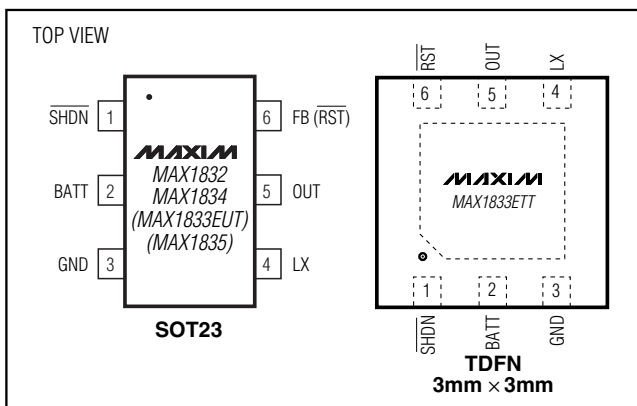 TOP VIEW
SHDN 1
BATT 2
GND 3
6 FB (RST)
5 OUT
4 LX
MAXIM
MAX1832
MAX1834
(MAX1833EUT)
(MAX1835)
SOT23
RST OUT LX
6 5 4
MAXIM
MAX1833ETT
1 2 3
SHDN BATT GND
TDFN
3mm × 3mm